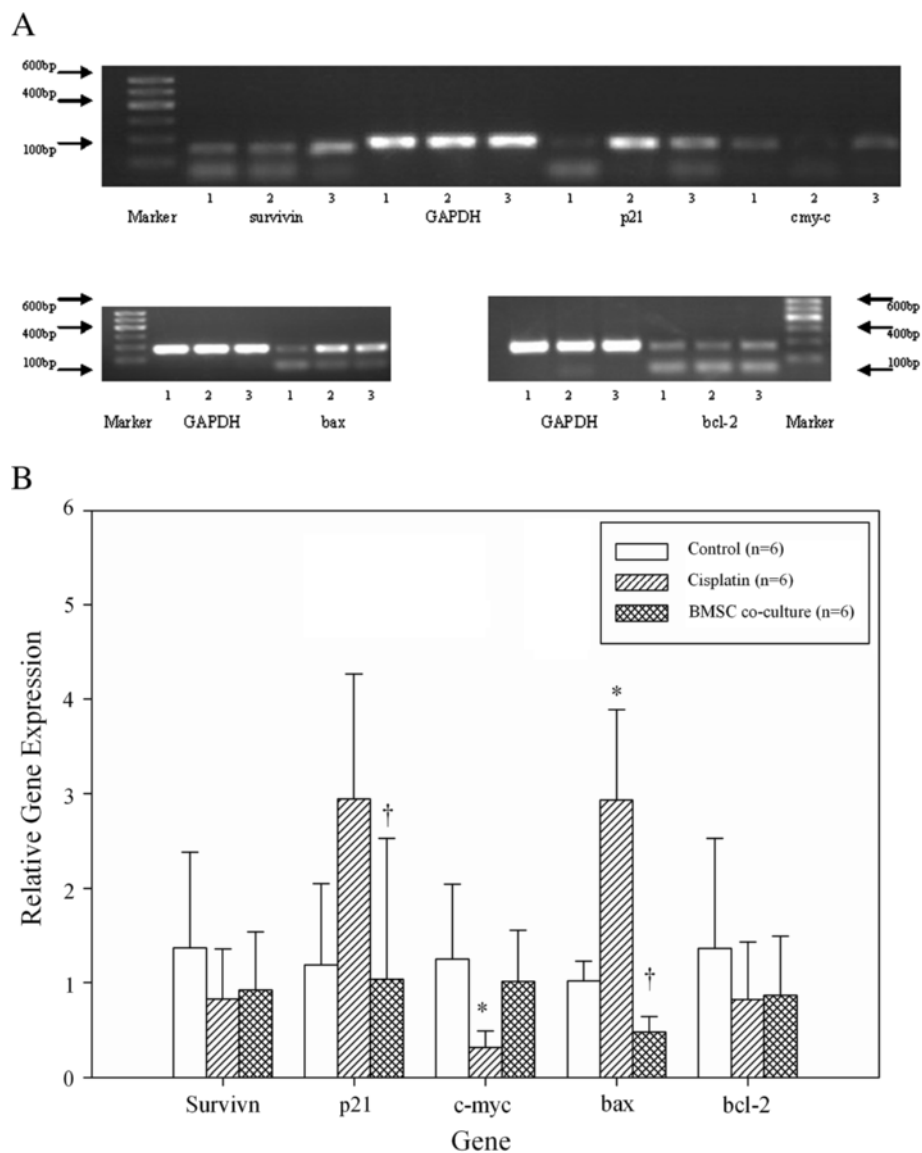 A
600bp
400bp
100bp
1 2 3 1 2 3 1 2 3 1 2 3
Marker survivin GAPDH p21 cmy-c
600bp
400bp
100bp
1 2 3 1 2 3
Marker GAPDH bax
600bp
400bp
100bp
1 2 3 1 2 3
GAPDH bcl-2 Marker
B
Relative Gene Expression
6
5
4
3
2
1
0
Control (n=6)
Cisplatin (n=6)
BMSC co-culture (n=6)
†
*
*
†
Survivn p21 c-myc bax bcl-2
Gene